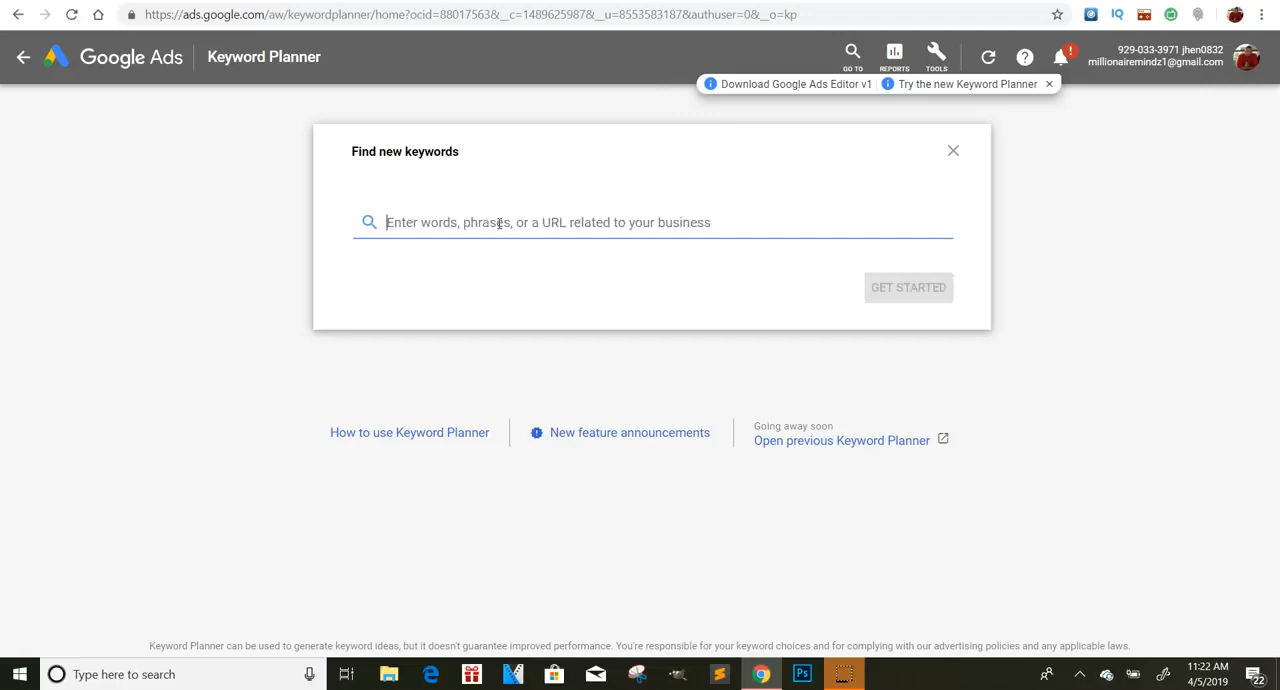 https://ads.google.com/aw/keywordplanner/home?ocid=88017563&__c=1489625987&__u=8553583187&authuser=0&__o=kp
IQ
Google Ads
Keyword Planner
GO TO
REPORTS
TOOLS
!
929-033-3971 jhen0832
millionairemindz1@gmail.com
Download Google Ads Editor v1
Try the new Keyword Planner
Find new keywords
Enter words, phrases, or a URL related to your business
GET STARTED
How to use Keyword Planner
New feature announcements
Going away soon
Open previous Keyword Planner
Keyword Planner can be used to generate keyword ideas, but it doesn't guarantee improved performance. You're responsible for your keyword choices and for complying with our advertising policies and any applicable laws.
Type here to search
Ps
11:22 AM
4/5/2019
22